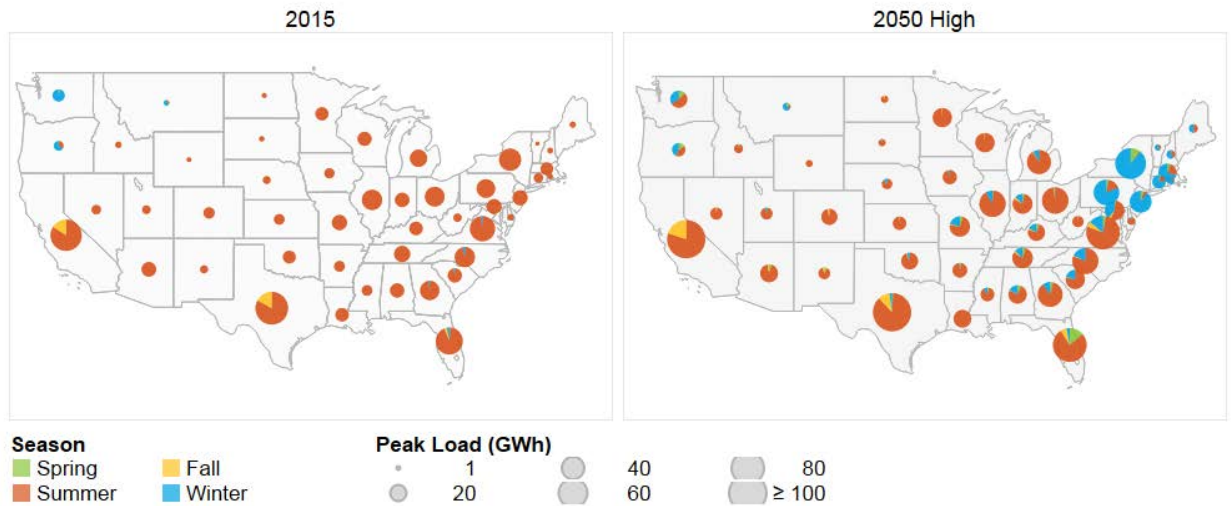 2015 2050 High
Season Peak Load (GWh)
Spring Fall 1 40 80
Summer Winter 20 60 ≥ 100